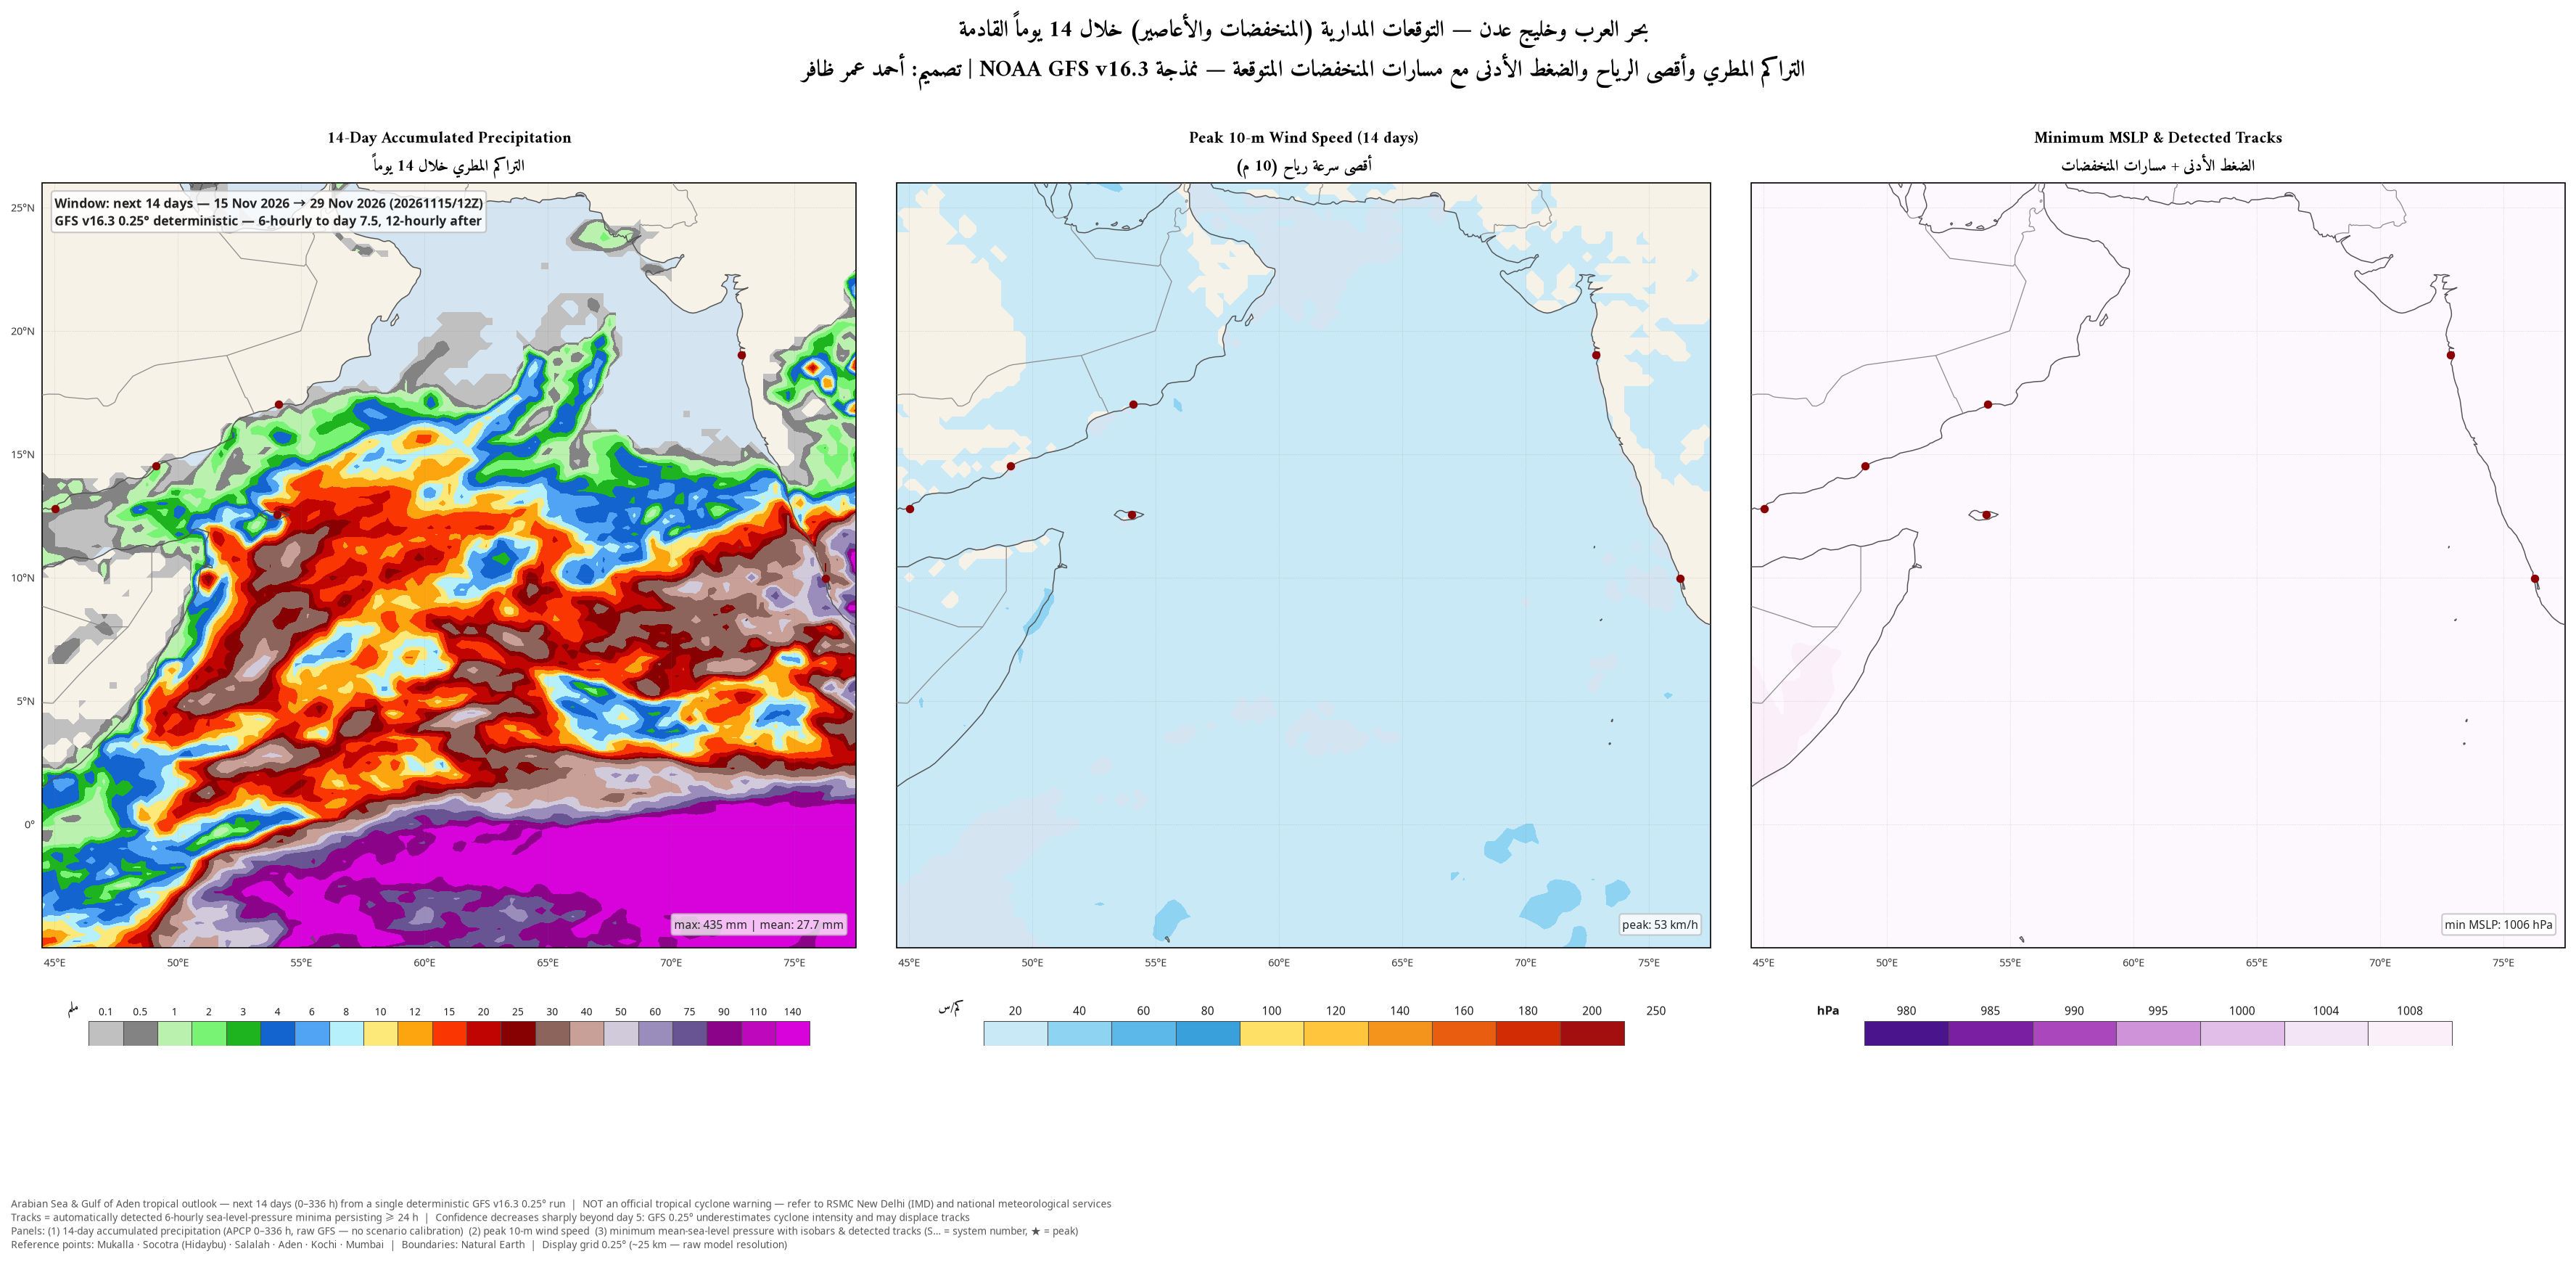 بحر العرب وخليج عدن — التوقعات المدارية (المنخفضات والأعاصير) خلال 14 يوماً القادمة
التراكم المطري وأقصى الرياح والضغط الأدنى مع مسارات المنخفضات المتوقعة — نمذجة NOAA GFS v16.3 | تصميم: أحمد عمر ظافر
14-Day Accumulated Precipitation
التراكم المطري خلال 14 يوماً
Window: next 14 days — 15 Nov 2026 → 29 Nov 2026 (20261115/12Z)
GFS v16.3 0.25° deterministic — 6-hourly to day 7.5, 12-hourly after
25°N
20°N
15°N
10°N
5°N
0°
max: 435 mm | mean: 27.7 mm
45°E 50°E 55°E 60°E 65°E 70°E 75°E
ملم 0.1 0.5 1 2 3 4 6 8 10 12 15 20 25 30 40 50 60 75 90 110 140
Peak 10-m Wind Speed (14 days)
أقصى سرعة رياح (10 م)
peak: 53 km/h
45°E 50°E 55°E 60°E 65°E 70°E 75°E
كم/س 20 40 60 80 100 120 140 160 180 200 250
Minimum MSLP & Detected Tracks
الضغط الأدنى + مسارات المنخفضات
min MSLP: 1006 hPa
45°E 50°E 55°E 60°E 65°E 70°E 75°E
hPa 980 985 990 995 1000 1004 1008
Arabian Sea & Gulf of Aden tropical outlook — next 14 days (0–336 h) from a single deterministic GFS v16.3 0.25° run | NOT an official tropical cyclone warning — refer to RSMC New Delhi (IMD) and national meteorological services
Tracks = automatically detected 6-hourly sea-level-pressure minima persisting ⩾ 24 h | Confidence decreases sharply beyond day 5: GFS 0.25° underestimates cyclone intensity and may displace tracks
Panels: (1) 14-day accumulated precipitation (APCP 0–336 h, raw GFS — no scenario calibration) (2) peak 10-m wind speed (3) minimum mean-sea-level pressure with isobars & detected tracks (S... = system number, ★ = peak)
Reference points: Mukalla · Socotra (Hidaybu) · Salalah · Aden · Kochi · Mumbai | Boundaries: Natural Earth | Display grid 0.25° (~25 km — raw model resolution)